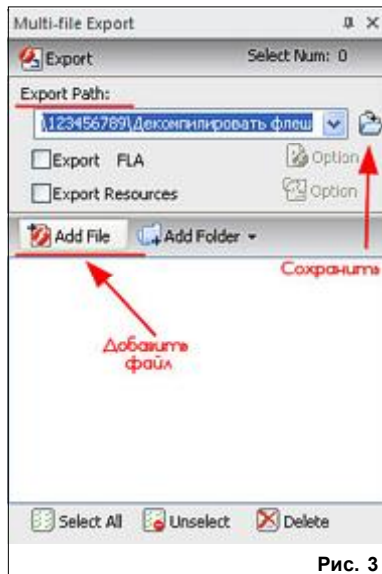 Multi-file Export
Export Select Num: 0
Export Path:
\123456789\Декомпилировать флеш
Export FLA Option
Export Resources Option
Add File Add Folder
Сохранить
Добавить
файл
Select All Unselect Delete
Рис. 3